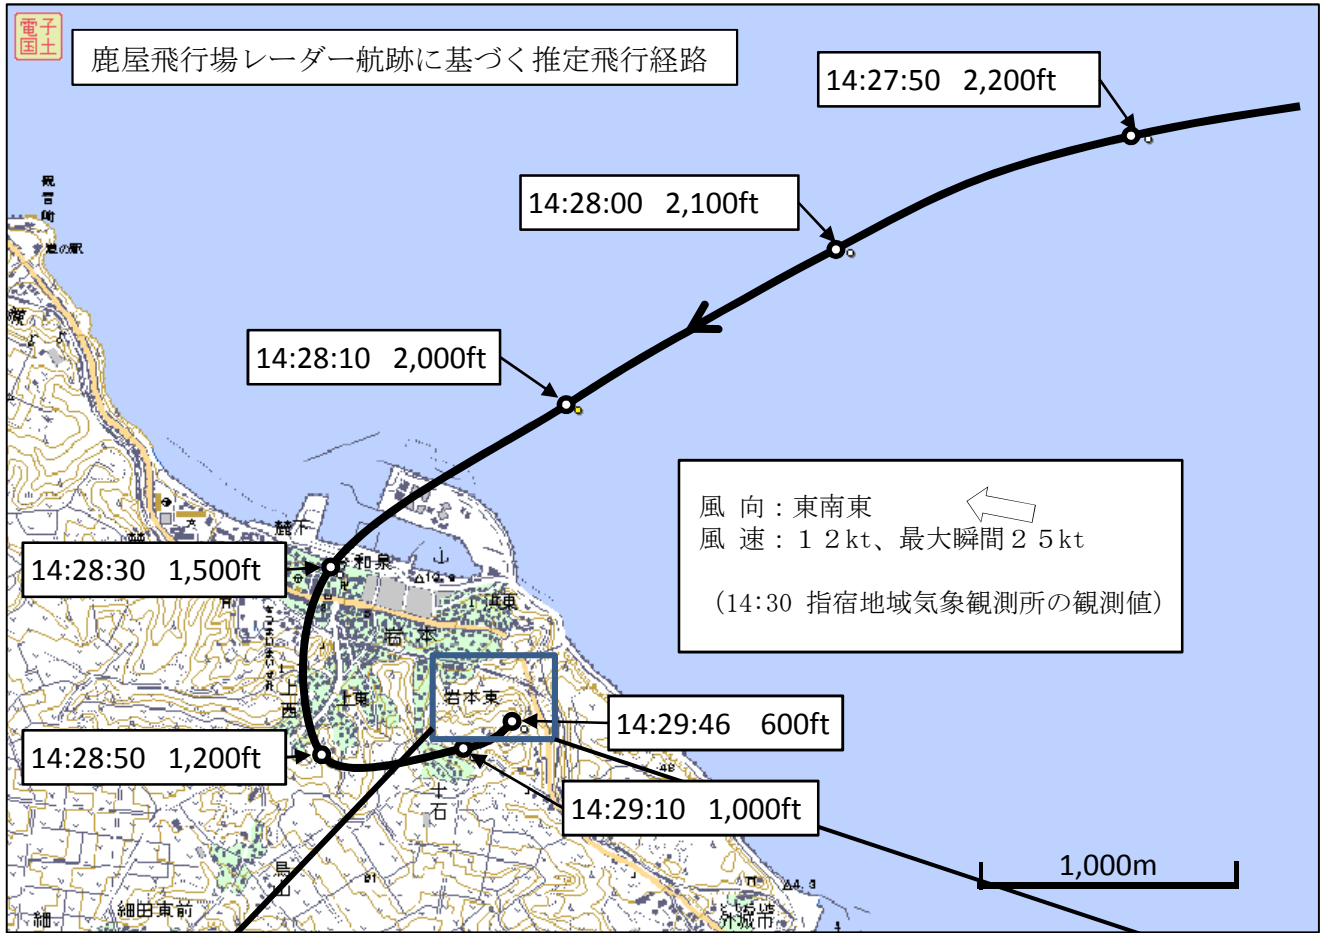 電子
国土
鹿屋飛行場レーダー航跡に基づく推定飛行経路
14:27:50 2,200ft
14:28:00 2,100ft
14:28:10 2,000ft
風 向：東南東
風 速：１２kt、最大瞬間２５kt
（14:30 指宿地域気象観測所の観測値）
14:28:30 1,500ft
和泉
岩本
上西
上東
岩本東
14:29:46 600ft
14:28:50 1,200ft
14:29:10 1,000ft
1,000m
細田東前
細